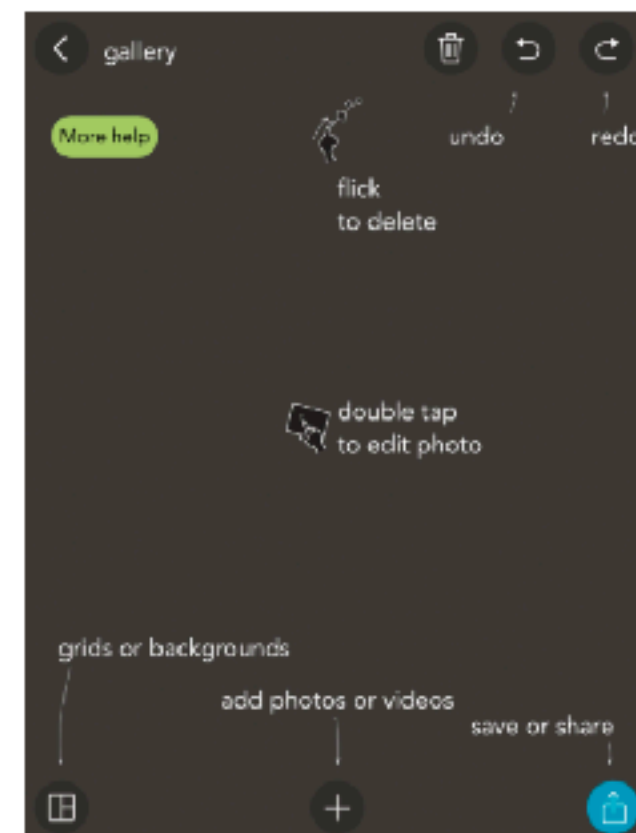 gallery
More help
undo
redo
flick
to delete
double tap
to edit photo
grids or backgrounds
add photos or videos
save or share